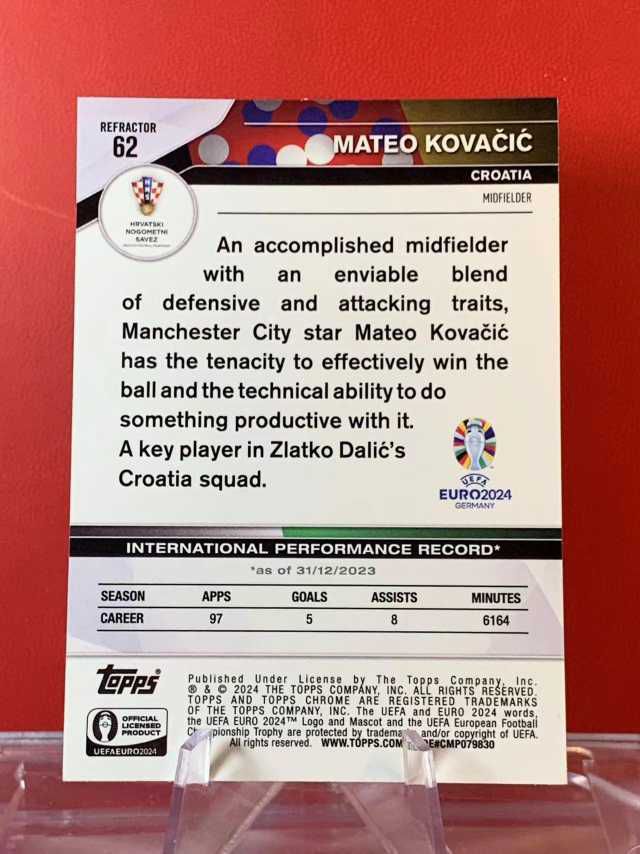 REFRACTOR
62
MATEO KOVAČIĆ
CROATIA
MIDFIELDER
HRVATSKI
NOGOMETNI
SAVEZ
An accomplished midfielder
with an enviable blend
of defensive and attacking traits,
Manchester City star Mateo Kovačić
has the tenacity to effectively win the
ball and the technical ability to do
something productive with it.
A key player in Zlatko Dalić's
Croatia squad.
UEFA
EURO2024
GERMANY
INTERNATIONAL PERFORMANCE RECORD*
*as of 31/12/2023
SEASON APPS GOALS ASSISTS MINUTES
CAREER 97 5 8 6164
Topps
OFFICIAL
LICENSED
PRODUCT
UEFAEURO2024
Published Under License by The Topps Company, Inc.
® & © 2024 THE TOPPS COMPANY, INC. ALL RIGHTS RESERVED.
TOPPS AND TOPPS CHROME ARE REGISTERED TRADEMARKS
OF THE TOPPS COMPANY, INC. The UEFA and EURO 2024 words,
the UEFA EURO 2024™ Logo and Mascot and the UEFA European Football
Championship Trophy are protected by trademarks and/or copyright of UEFA.
All rights reserved. WWW.TOPPS.COM #CMP079830